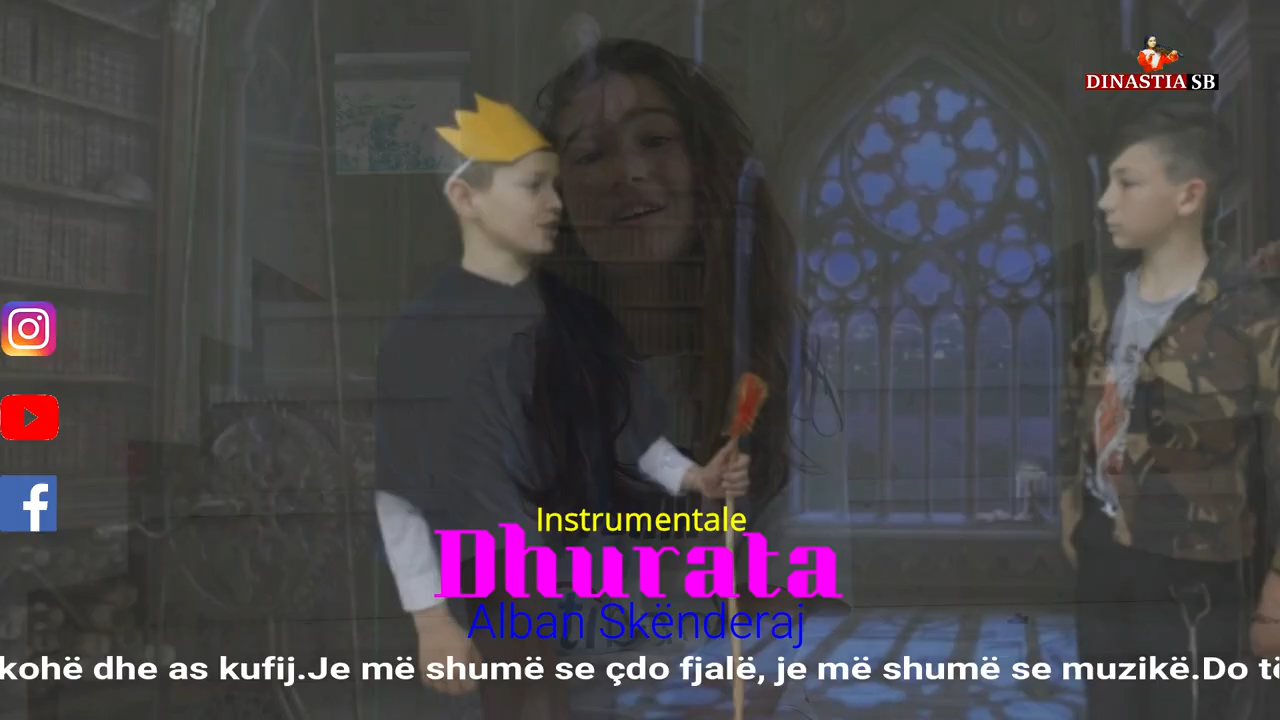 DINASTIA SB
Instrumentale
Dhurata
Alban Skënderaj
kohë dhe as kufij.Je më shumë se çdo fjalë, je më shumë se muzikë.Do të